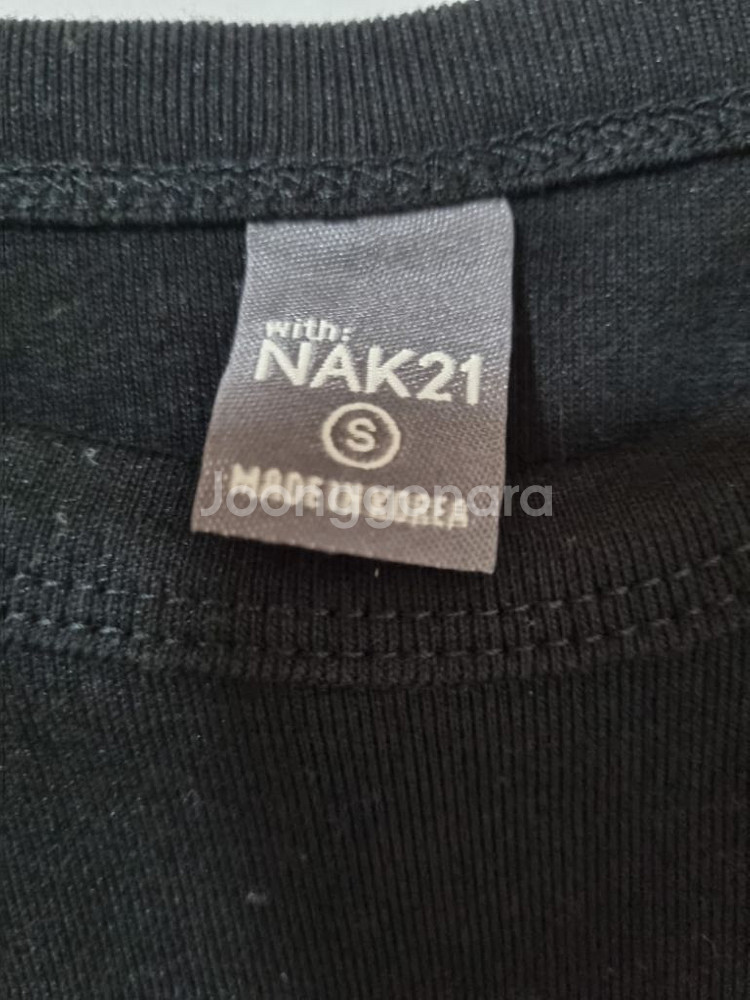 with:
NAK21
S
MADE IN KOREA
Joonggonara